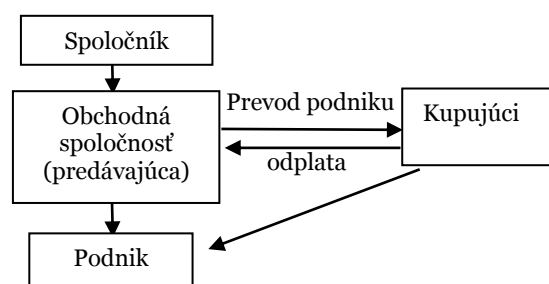 Spoločník
Obchodná
spoločnosť
(predávajúca)
Prevod podniku
odplata
Kupujúci
Podnik